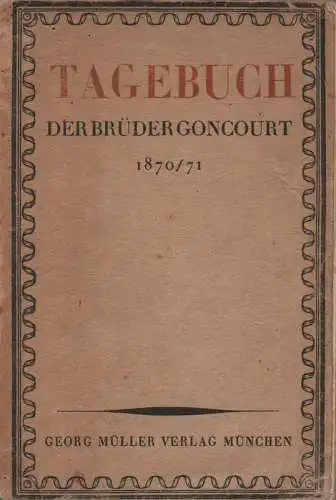 TAGEBUCH
DER BRÜDER GONCOURT
1870/71
GEORG MÜLLER VERLAG MÜNCHEN